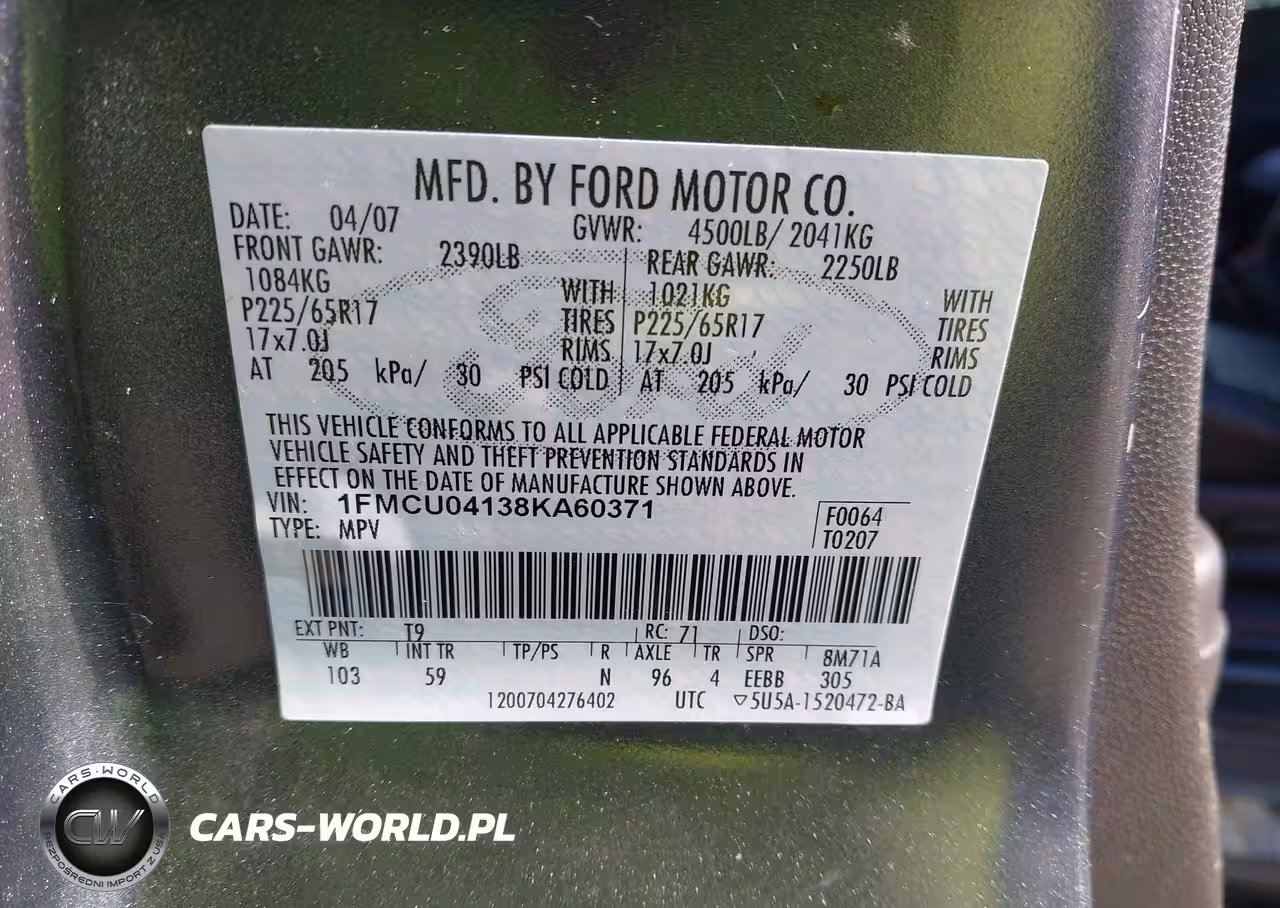 MFD. BY FORD MOTOR CO.
DATE: 04/07 GVWR: 4500LB/ 2041KG
FRONT GAWR: 2390LB REAR GAWR: 2250LB
1084KG WITH 1021KG WITH
P225/65R17 TIRES P225/65R17 TIRES
17x7.0J RIMS 17x7.0J RIMS
AT 205 kPa/ 30 PSI COLD AT 205 kPa/ 30 PSI COLD
Ford
THIS VEHICLE CONFORMS TO ALL APPLICABLE FEDERAL MOTOR
VEHICLE SAFETY AND THEFT PREVENTION STANDARDS IN
EFFECT ON THE DATE OF MANUFACTURE SHOWN ABOVE.
VIN: 1FMCU04138KA60371
TYPE: MPV
F0064
T0207
EXT PNT: T9 RC: 71 DSO:
WB INT TR TP/PS R AXLE TR SPR 8M71A
103 59 N 96 4 EEBB 305
1200704276402 UTC ▽5U5A-1520472-BA
CARS-WORLD
CW
BEZPOŚREDNI IMPORT Z USA
CARS-WORLD.PL